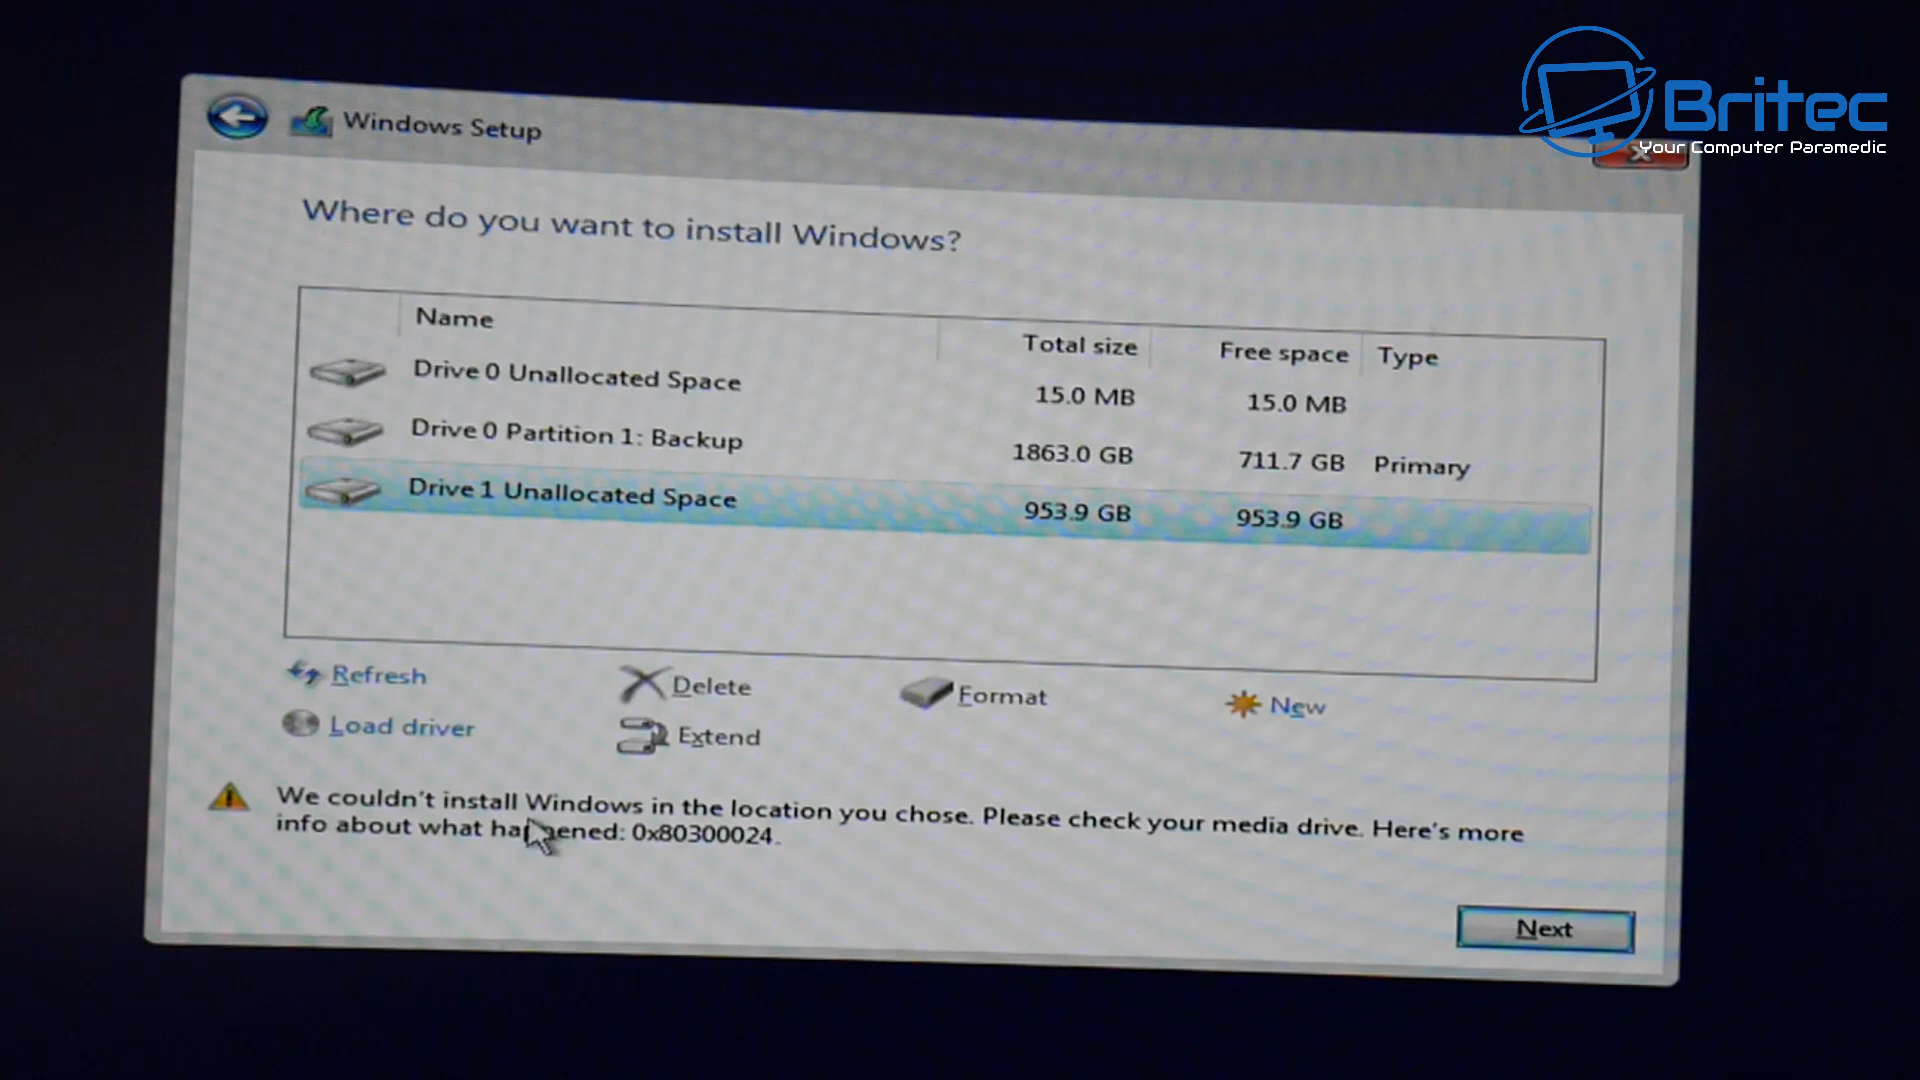 Britec
Your Computer Paramedic
Windows Setup
Where do you want to install Windows?
Name Total size Free space Type
Drive 0 Unallocated Space 15.0 MB 15.0 MB
Drive 0 Partition 1: Backup 1863.0 GB 711.7 GB Primary
Drive 1 Unallocated Space 953.9 GB 953.9 GB
Refresh Delete Format New
Load driver Extend
We couldn't install Windows in the location you chose. Please check your media drive. Here's more
info about what happened: 0x80300024.
Next